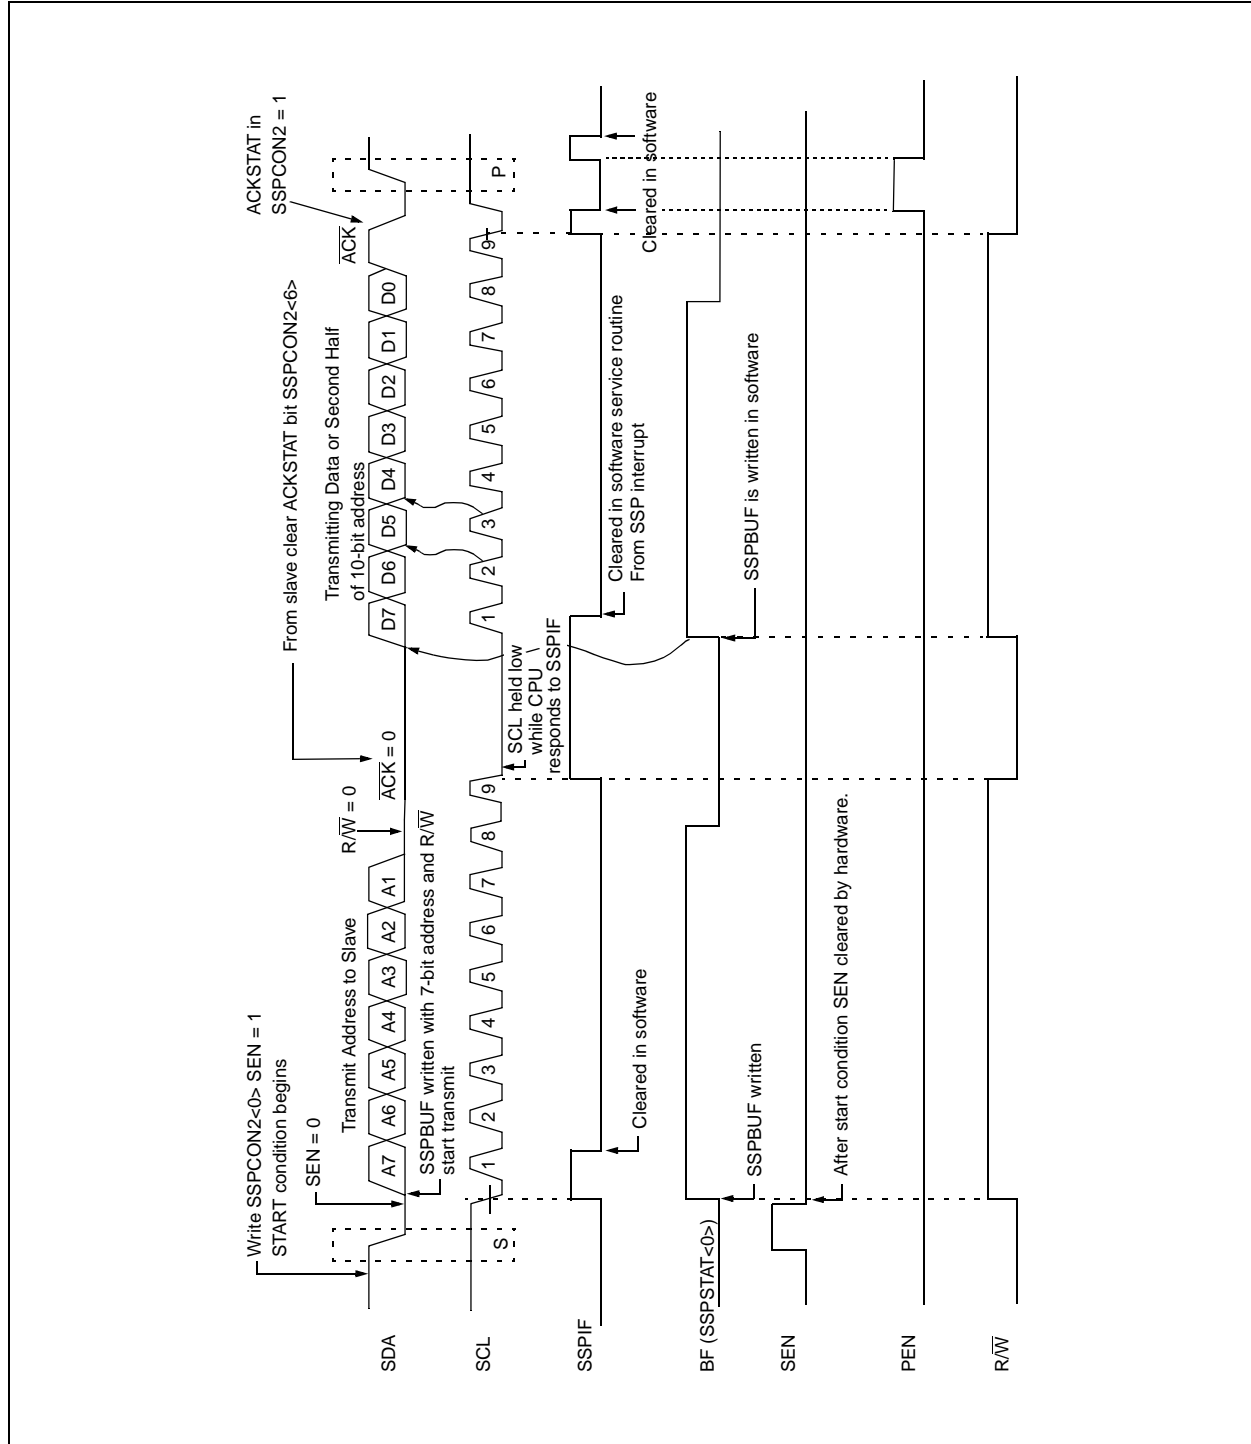 Write SSPCON2<0> SEN = 1
START condition begins
From slave clear ACKSTAT bit SSPCON2<6>
ACKSTAT in
SSPCON2 = 1
SEN = 0
Transmit Address to Slave
R/W = 0
ACK = 0
Transmitting Data or Second Half
of 10-bit address
ACK
SDA
A7 A6 A5 A4 A3 A2 A1
D7 D6 D5 D4 D3 D2 D1 D0
SSPBUF written with 7-bit address and R/W
start transmit
SCL
S
1 2 3 4 5 6 7 8 9
1 2 3 4 5 6 7 8 9
P
SCL held low
while CPU
responds to SSPIF
SSPIF
Cleared in software
Cleared in software service routine
From SSP interrupt
Cleared in software
BF (SSPSTAT<0>)
SSPBUF written
SSPBUF is written in software
SEN
After start condition SEN cleared by hardware.
PEN
R/W